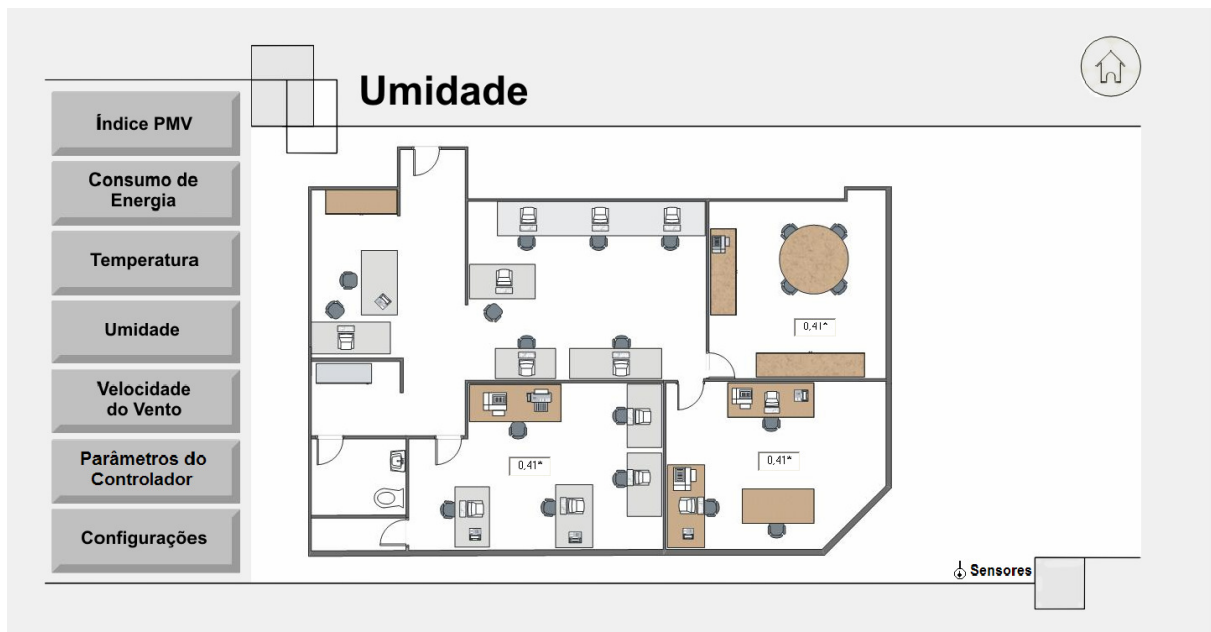 Umidade
Índice PMV
Consumo de
Energia
Temperatura
Umidade
Velocidade
do Vento
Parâmetros do
Controlador
Configurações
0,41*
0,41*
0,41*
Sensores